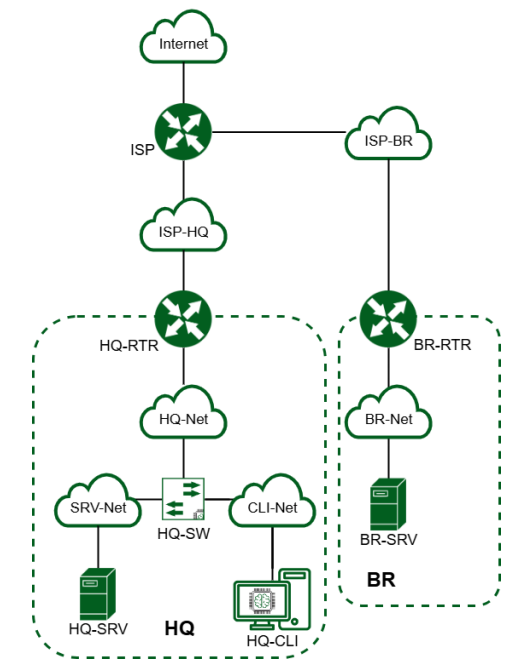 Internet
ISP
ISP-BR
ISP-HQ
HQ-RTR
BR-RTR
HQ-Net
BR-Net
SRV-Net
CLI-Net
HQ-SW
BR-SRV
BR
HQ-SRV
HQ
HQ-CLI